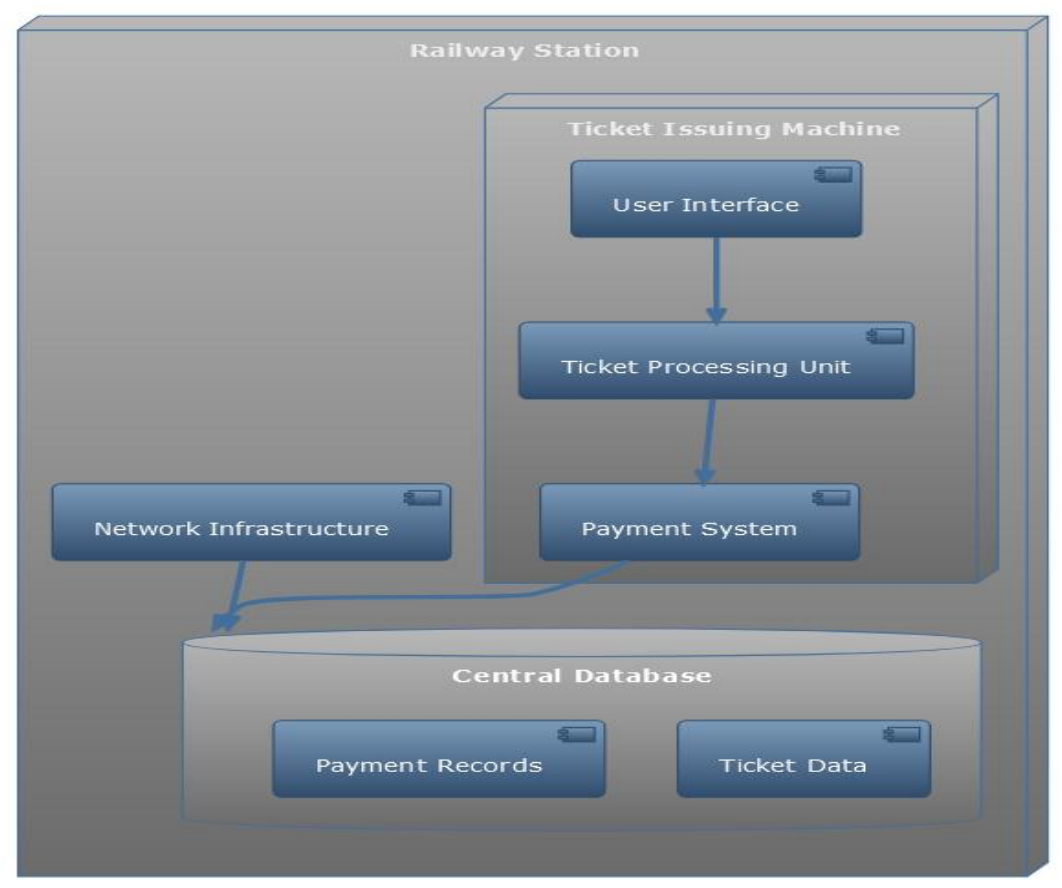 Railway Station
Ticket Issuing Machine
User Interface
Ticket Processing Unit
Network Infrastructure
Payment System
Central Database
Payment Records
Ticket Data